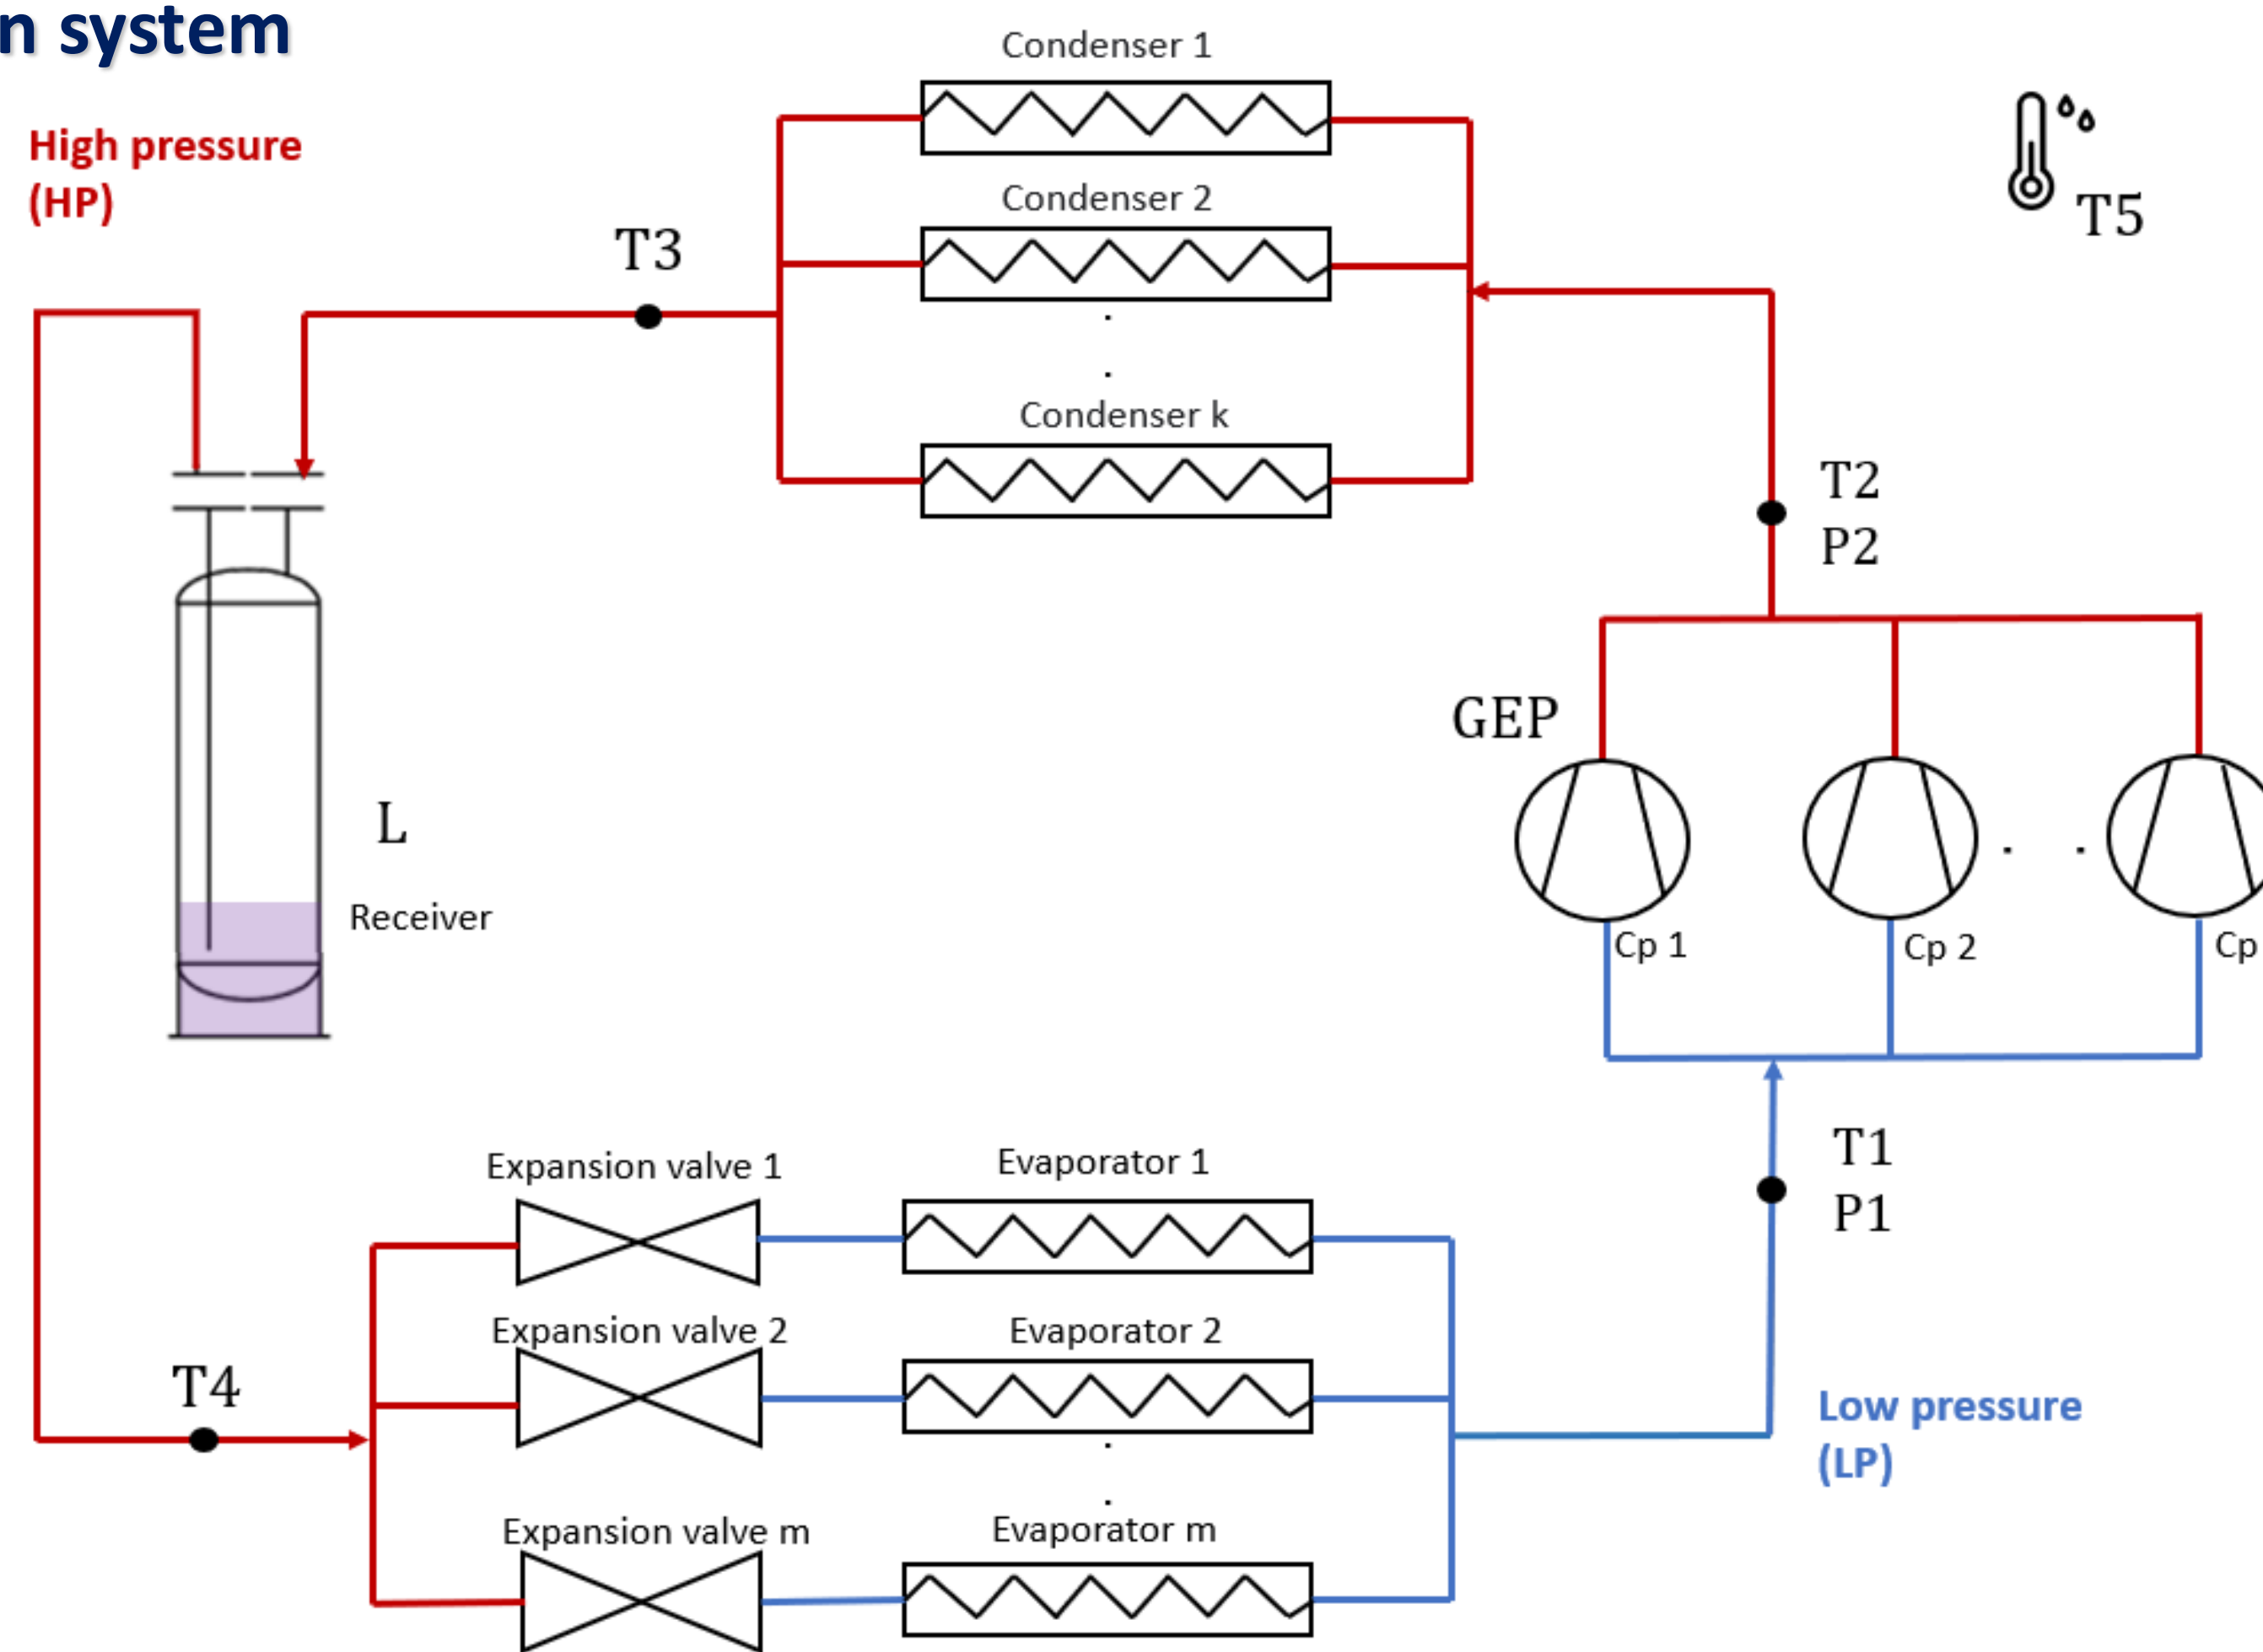 n system
Condenser 1
High pressure
(HP)
Condenser 2
T3
T5
Condenser k
T2
P2
GEP
L
Receiver
Cp 1
Cp 2
Cp
T1
P1
Expansion valve 1
Evaporator 1
Expansion valve 2
Evaporator 2
T4
Low pressure
(LP)
Expansion valve m
Evaporator m